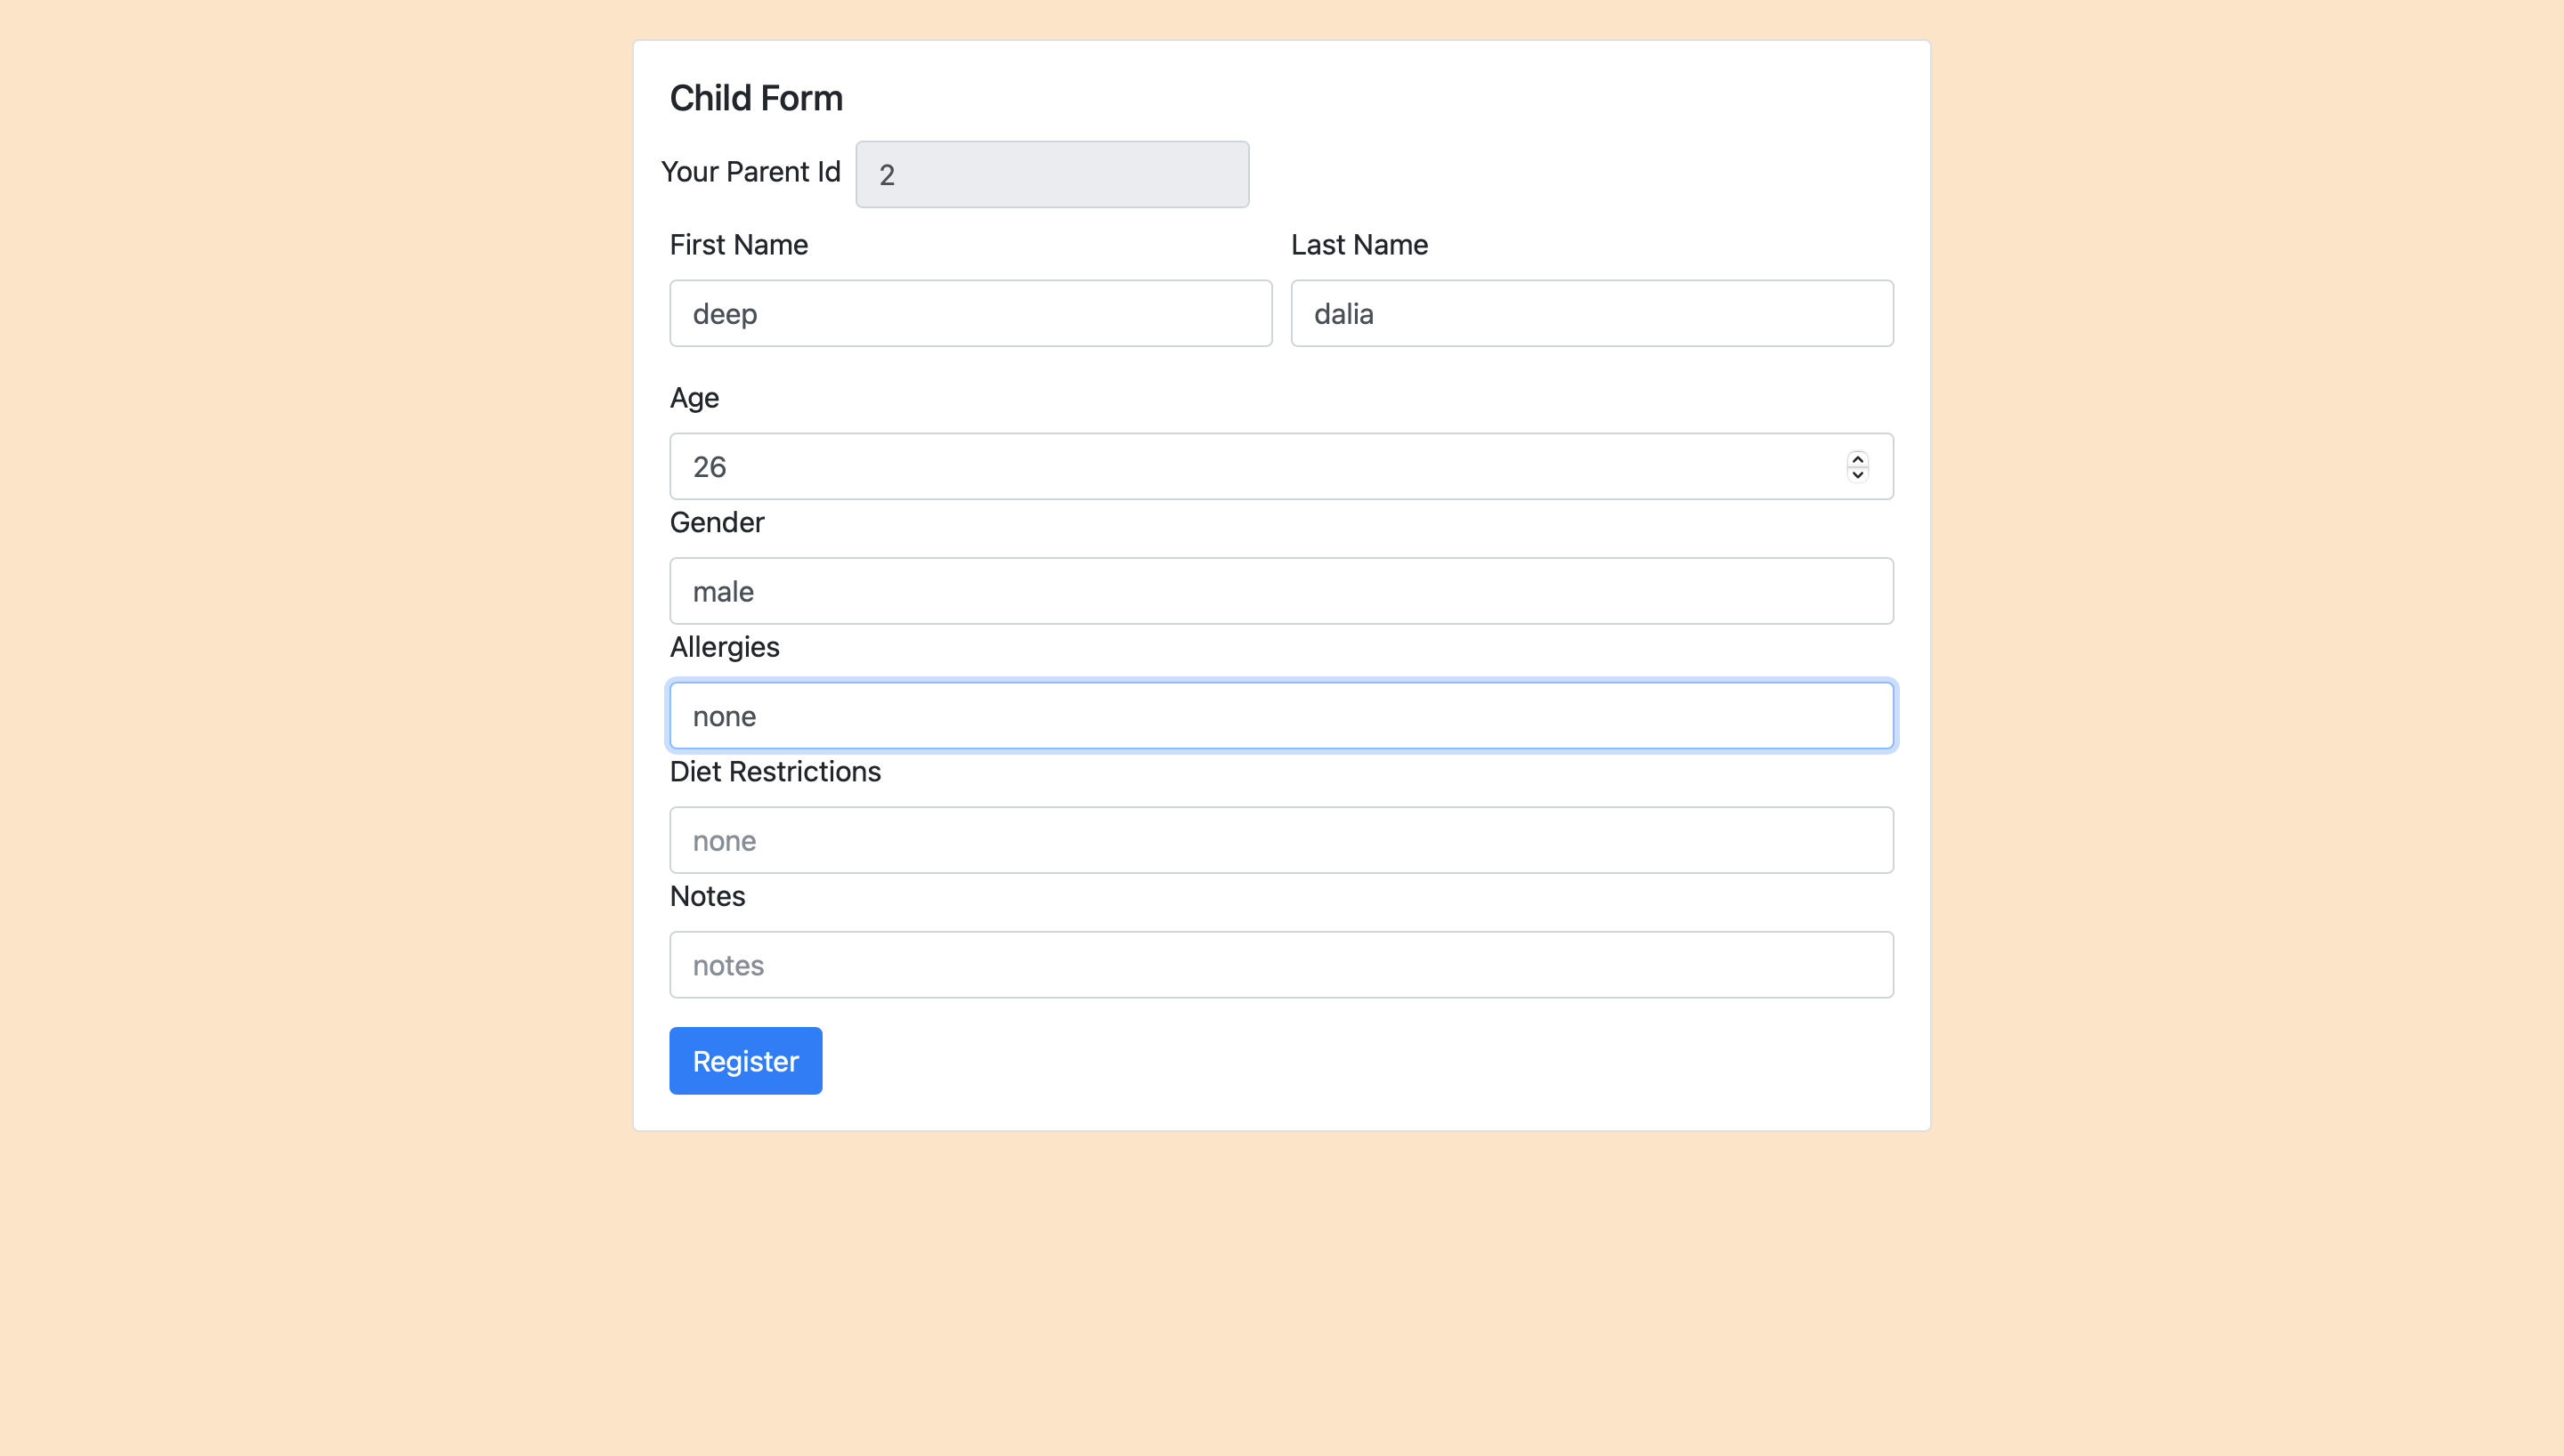 Child Form
Your Parent Id 2
First Name Last Name
deep dalia
Age
26
Gender
male
Allergies
none
Diet Restrictions
none
Notes
notes
Register